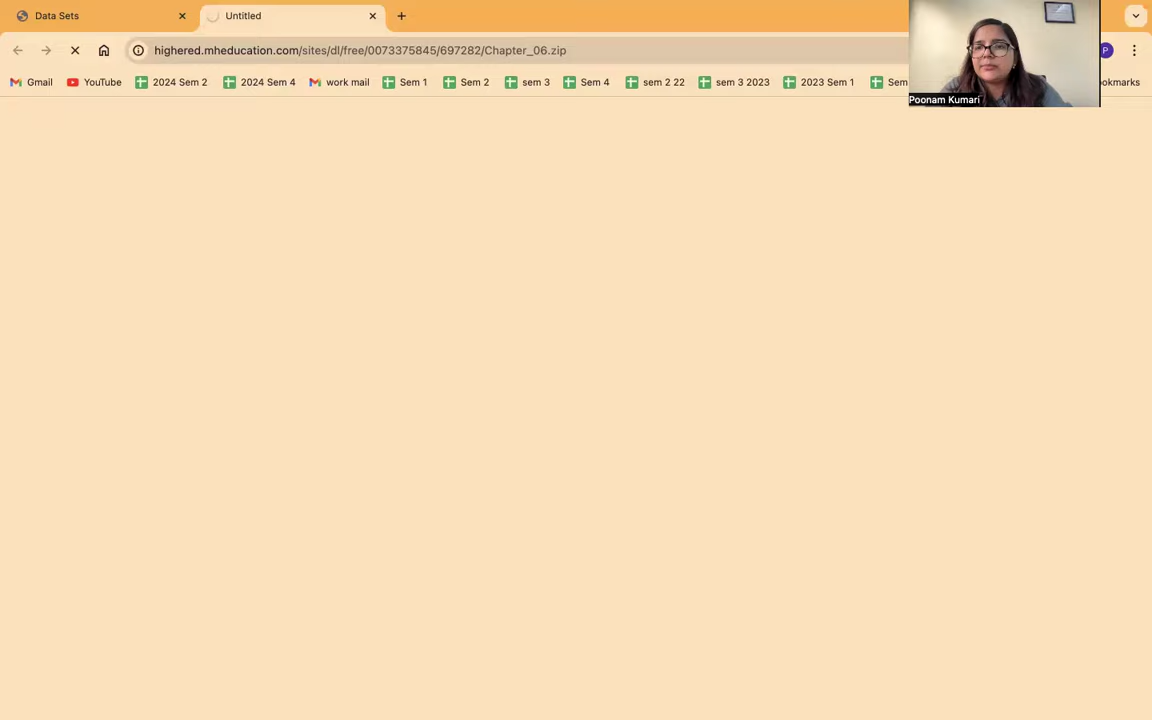 Data Sets
Untitled
highered.mheducation.com/sites/dl/free/0073375845/697282/Chapter_06.zip
P
Gmail YouTube 2024 Sem 2 2024 Sem 4 work mail Sem 1 Sem 2 sem 3 Sem 4 sem 2 22 sem 3 2023 2023 Sem 1 Sem ookmarks
Poonam Kumari